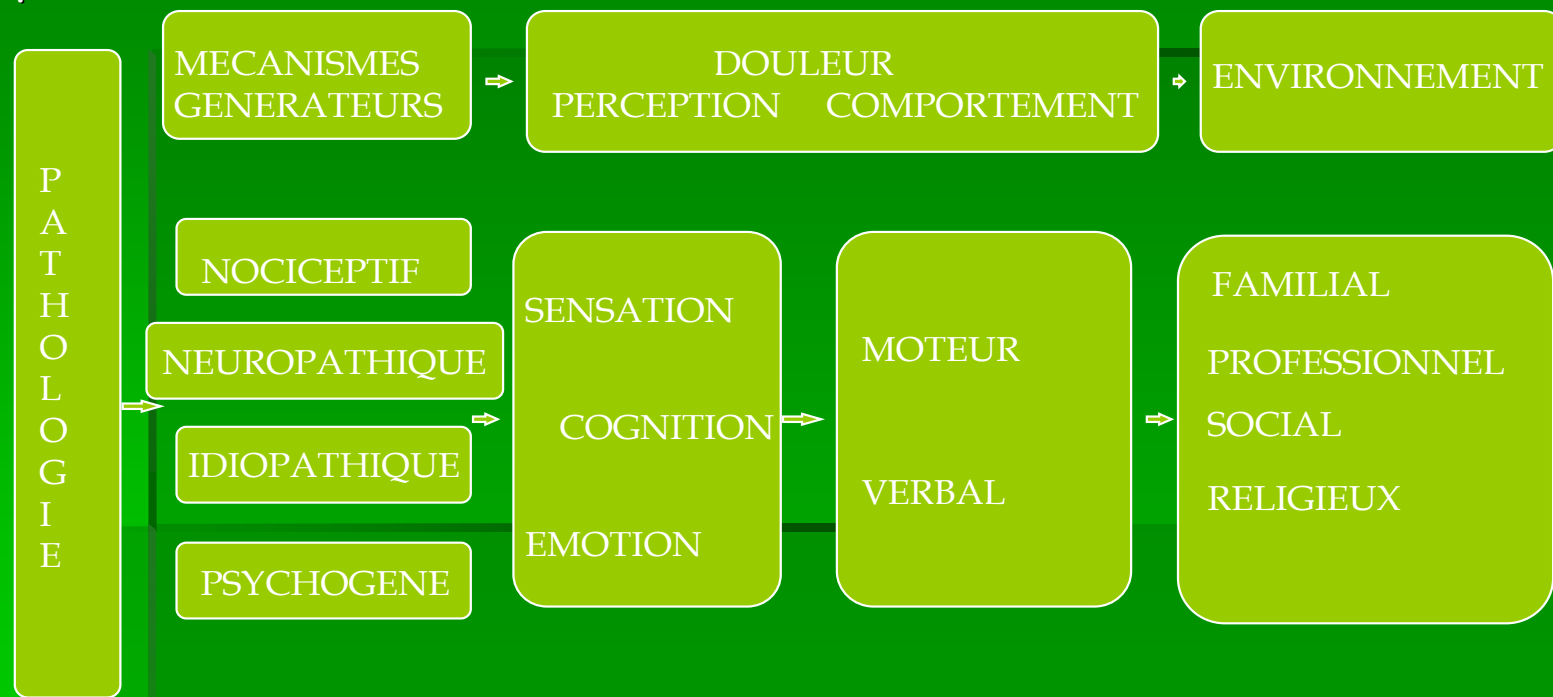 P
A
T
H
O
L
O
G
I
E
MECANISMES
GENERATEURS
DOULEUR
PERCEPTION COMPORTEMENT
ENVIRONNEMENT
NOCICEPTIF
NEUROPATHIQUE
IDIOPATHIQUE
PSYCHOGENE
SENSATION
COGNITION
EMOTION
MOTEUR
VERBAL
FAMILIAL
PROFESSIONNEL
SOCIAL
RELIGIEUX